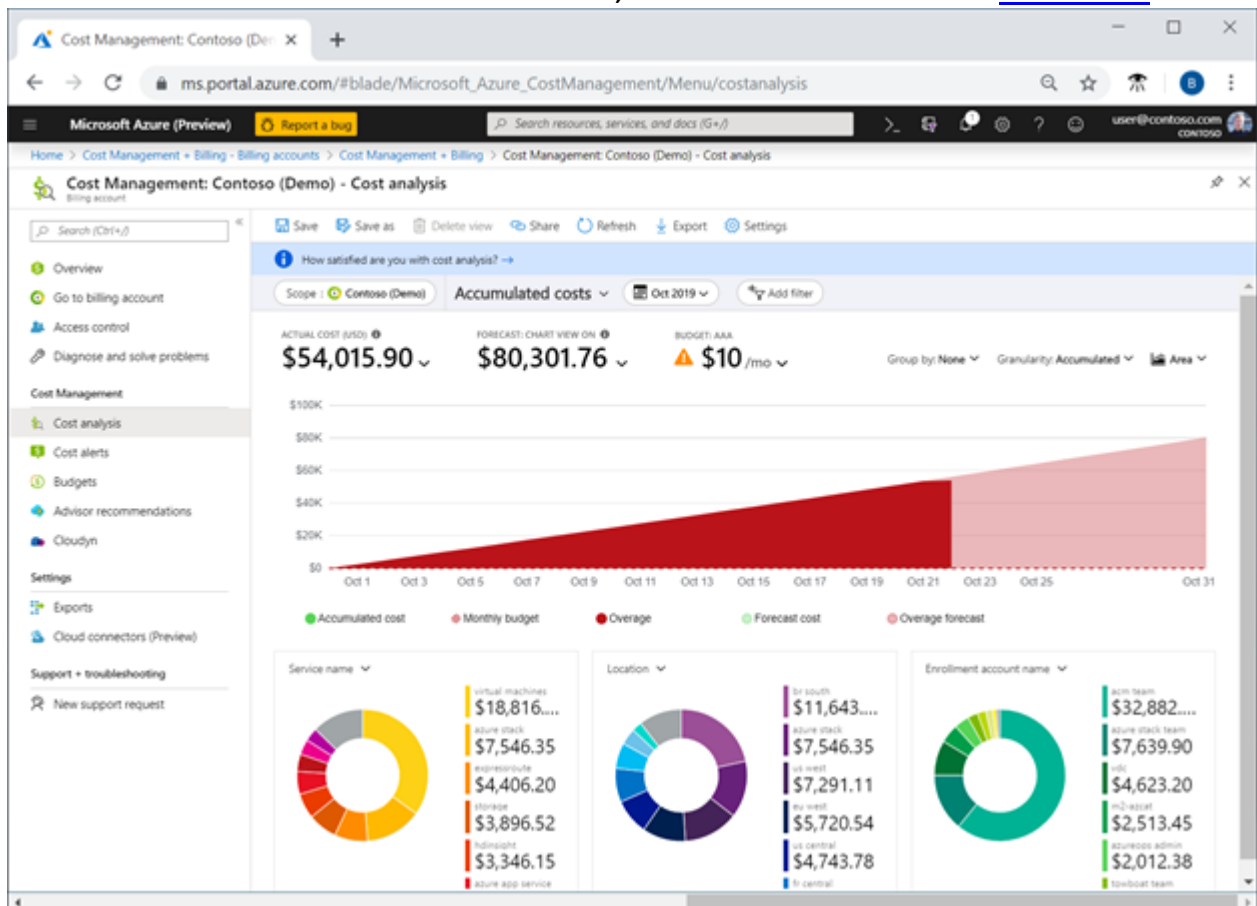 Cost Management: Contoso (Den
ms.portal.azure.com/#blade/Microsoft_Azure_CostManagement/Menu/costanalysis
B
Microsoft Azure (Preview) Report a bug Search resources, services, and docs (G+/) 1 user@contoso.com
CONTOSO
Home > Cost Management + Billing - Billing accounts > Cost Management + Billing > Cost Management: Contoso (Demo) - Cost analysis
Cost Management: Contoso (Demo) - Cost analysis
Billing account
Search (Ctrl+/)
Overview
Go to billing account
Access control
Diagnose and solve problems
Cost Management
Cost analysis
Cost alerts
Budgets
Advisor recommendations
Cloudyn
Settings
Exports
Cloud connectors (Preview)
Support + troubleshooting
New support request
Save Save as Delete view Share Refresh Export Settings
How satisfied are you with cost analysis? →
Scope : Contoso (Demo) Accumulated costs Oct 2019 Add filter
ACTUAL COST (USD) FORECAST: CHART VIEW ON BUDGET: AAA
$54,015.90 $80,301.76 $10 /mo
Group by: None Granularity: Accumulated Area
$100K
$80K
$60K
$40K
$20K
$0
Oct 1 Oct 3 Oct 5 Oct 7 Oct 9 Oct 11 Oct 13 Oct 15 Oct 17 Oct 19 Oct 21 Oct 23 Oct 25 Oct 31
Accumulated cost Monthly budget Overage Forecast cost Overage forecast
Service name
virtual machines
$18,816....
azure stack
$7,546.35
expressroute
$4,406.20
storage
$3,896.52
hdinsight
$3,346.15
azure app service
Location
br south
$11,643....
azure stack
$7,546.35
us west
$7,291.11
eu west
$5,720.54
us central
$4,743.78
fr central
Enrollment account name
acm team
$32,882....
azure stack team
$7,639.90
vdc
$4,623.20
m2-azcat
$2,513.45
azureops admin
$2,012.38
towboat team